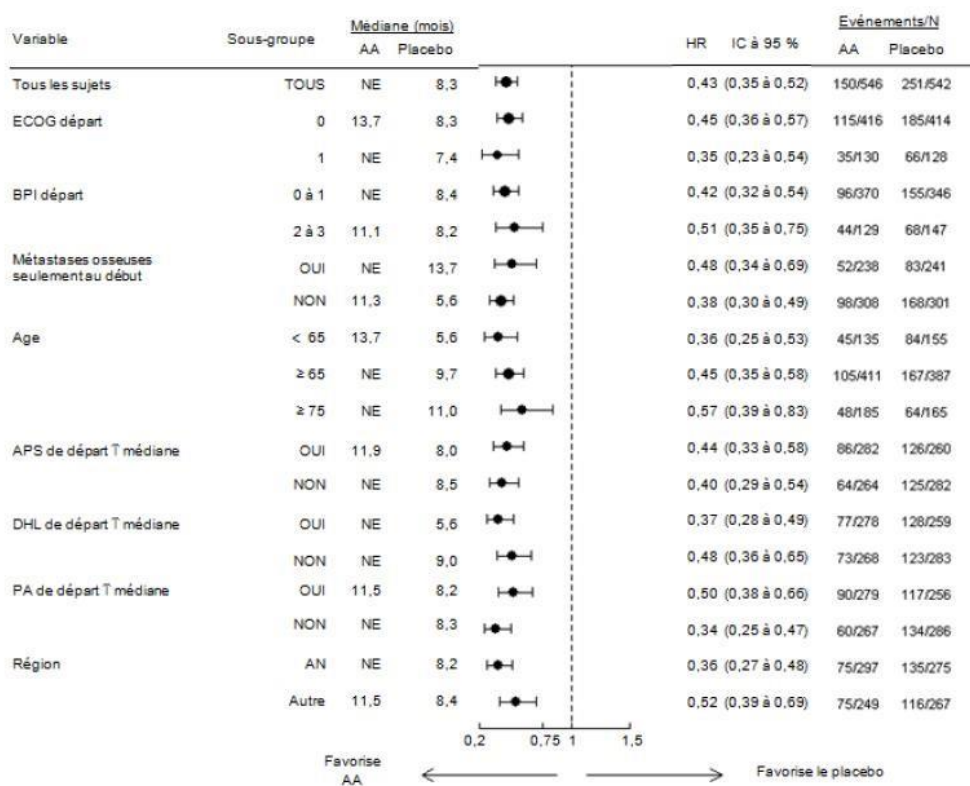 Médiane (mois) Evénements/N
Variable Sous-groupe AA Placebo HR IC à 95 % AA Placebo
Tous les sujets TOUS NE 8,3 0,43 (0,35 à 0,52) 150/546 251/542
ECOG départ 0 13,7 8,3 0,45 (0,36 à 0,57) 115/416 185/414
1 NE 7,4 0,35 (0,23 à 0,54) 35/130 66/128
BPI départ 0 à 1 NE 8,4 0,42 (0,32 à 0,54) 96/370 155/346
2 à 3 11,1 8,2 0,51 (0,35 à 0,75) 44/129 68/147
Métastases osseuses
seulement au début OUI NE 13,7 0,48 (0,34 à 0,69) 52/238 83/241
NON 11,3 5,6 0,38 (0,30 à 0,49) 98/308 168/301
Age < 65 13,7 5,6 0,36 (0,25 à 0,53) 45/135 84/155
≥ 65 NE 9,7 0,45 (0,35 à 0,58) 105/411 167/387
≥ 75 NE 11,0 0,57 (0,39 à 0,83) 48/185 64/165
APS de départ T médiane OUI 11,9 8,0 0,44 (0,33 à 0,58) 86/282 126/260
NON NE 8,5 0,40 (0,29 à 0,54) 64/264 125/282
DHL de départ T médiane OUI NE 5,6 0,37 (0,28 à 0,49) 77/278 128/259
NON NE 9,0 0,48 (0,36 à 0,65) 73/268 123/283
PA de départ T médiane OUI 11,5 8,2 0,50 (0,38 à 0,66) 90/279 117/256
NON NE 8,3 0,34 (0,25 à 0,47) 60/267 134/286
Région AN NE 8,2 0,36 (0,27 à 0,48) 75/297 135/275
Autre 11,5 8,4 0,52 (0,39 à 0,69) 75/249 116/267
0,2 0,75 1 1,5
Favorise
AA Favorise le placebo